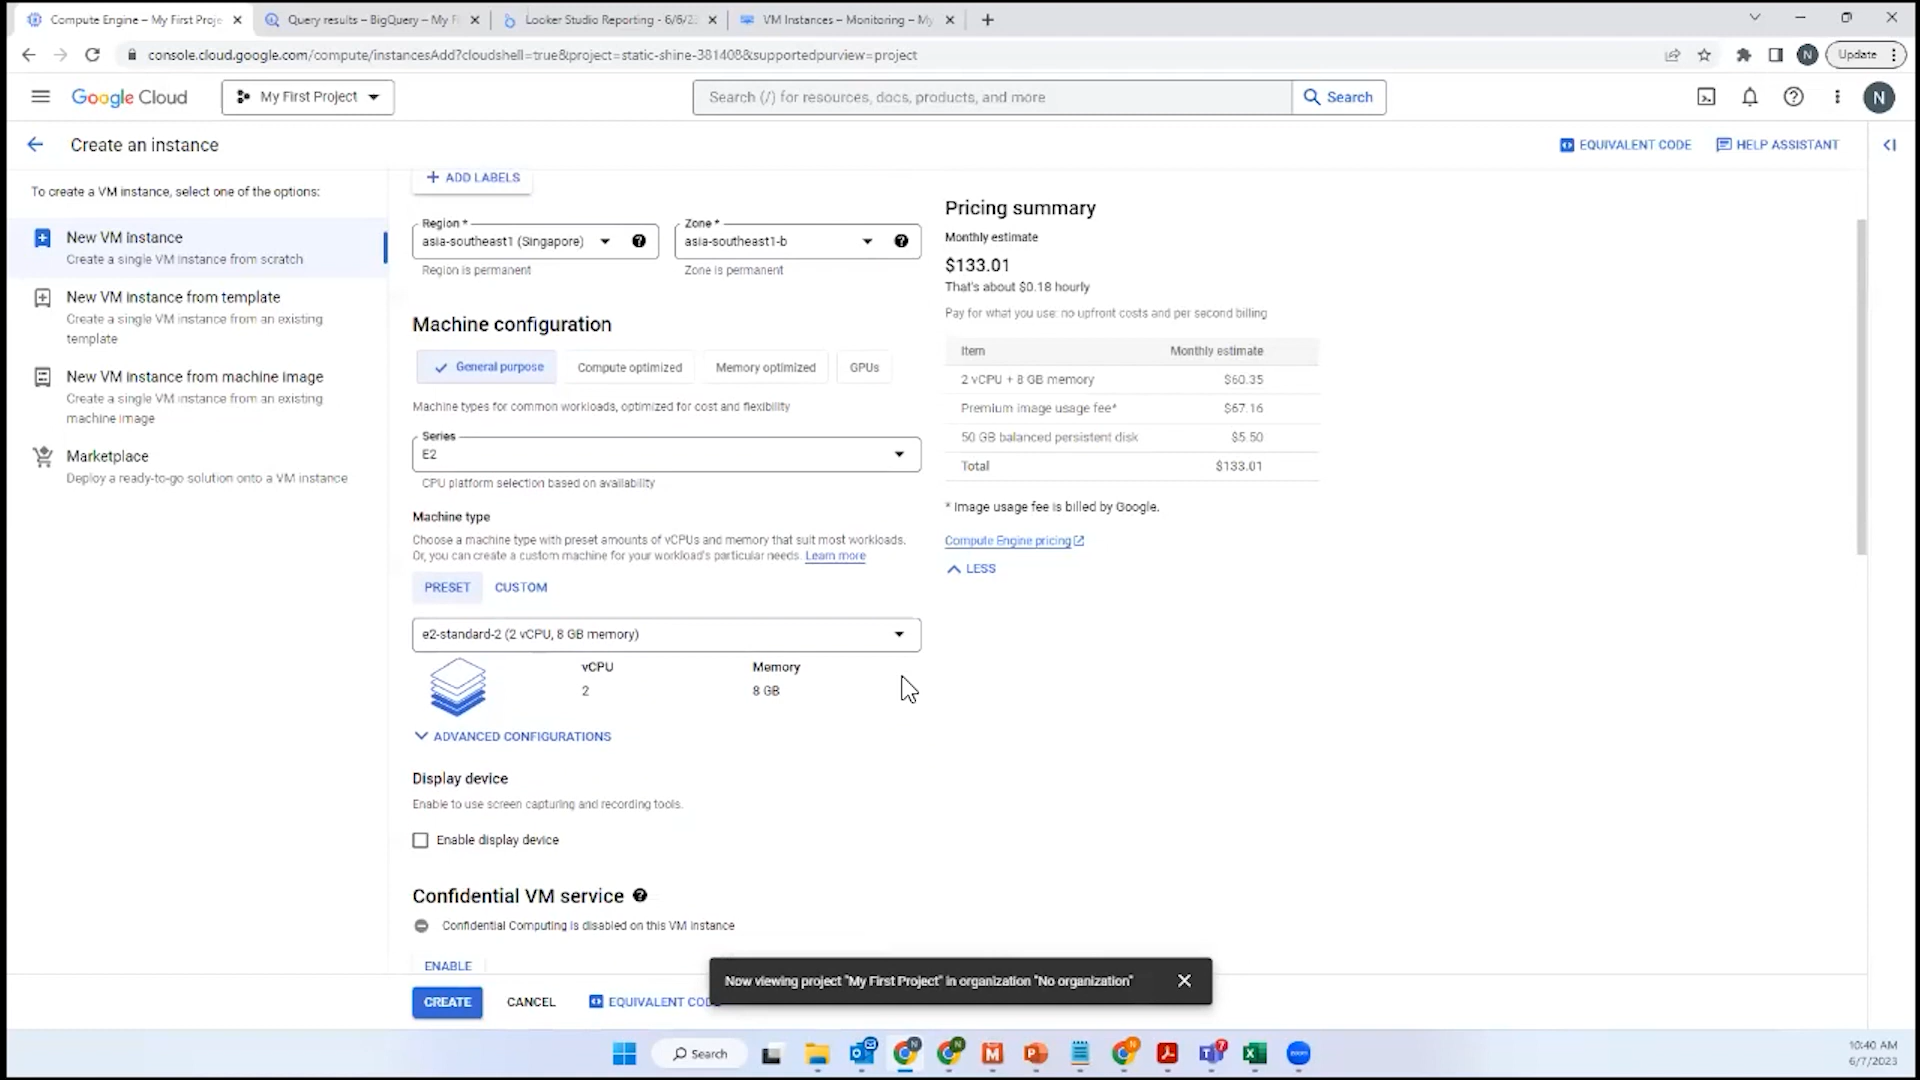 Compute Engine – My First Proje
Query results – BigQuery – My F
Looker Studio Reporting - 6/6/2
VM Instances – Monitoring – My
console.cloud.google.com/compute/instancesAdd?cloudshell=true&project=static-shine-381408&supportedpurview=project
N
Update
Google Cloud
My First Project
Search (/) for resources, docs, products, and more
Search
N
Create an instance
EQUIVALENT CODE
HELP ASSISTANT
To create a VM instance, select one of the options:
New VM instance
Create a single VM instance from scratch
New VM instance from template
Create a single VM instance from an existing
template
New VM instance from machine image
Create a single VM instance from an existing
machine image
Marketplace
Deploy a ready-to-go solution onto a VM instance
+ ADD LABELS
Region *
asia-southeast1 (Singapore)
Region is permanent
Zone *
asia-southeast1-b
Zone is permanent
Machine configuration
General purpose
Compute optimized
Memory optimized
GPUs
Machine types for common workloads, optimized for cost and flexibility
Series
E2
CPU platform selection based on availability
Machine type
Choose a machine type with preset amounts of vCPUs and memory that suit most workloads.
Or, you can create a custom machine for your workload's particular needs. Learn more
PRESET
CUSTOM
e2-standard-2 (2 vCPU, 8 GB memory)
vCPU
Memory
2
8 GB
ADVANCED CONFIGURATIONS
Display device
Enable to use screen capturing and recording tools.
Enable display device
Confidential VM service
Confidential Computing is disabled on this VM instance
ENABLE
Pricing summary
Monthly estimate
$133.01
That's about $0.18 hourly
Pay for what you use: no upfront costs and per second billing
Item
Monthly estimate
2 vCPU + 8 GB memory
$60.35
Premium image usage fee*
$67.16
50 GB balanced persistent disk
$5.50
Total
$133.01
* Image usage fee is billed by Google.
Compute Engine pricing
LESS
Now viewing project "My First Project" in organization "No organization"
CREATE
CANCEL
EQUIVALENT COD
Search
zoom
10:40 AM
6/7/2023